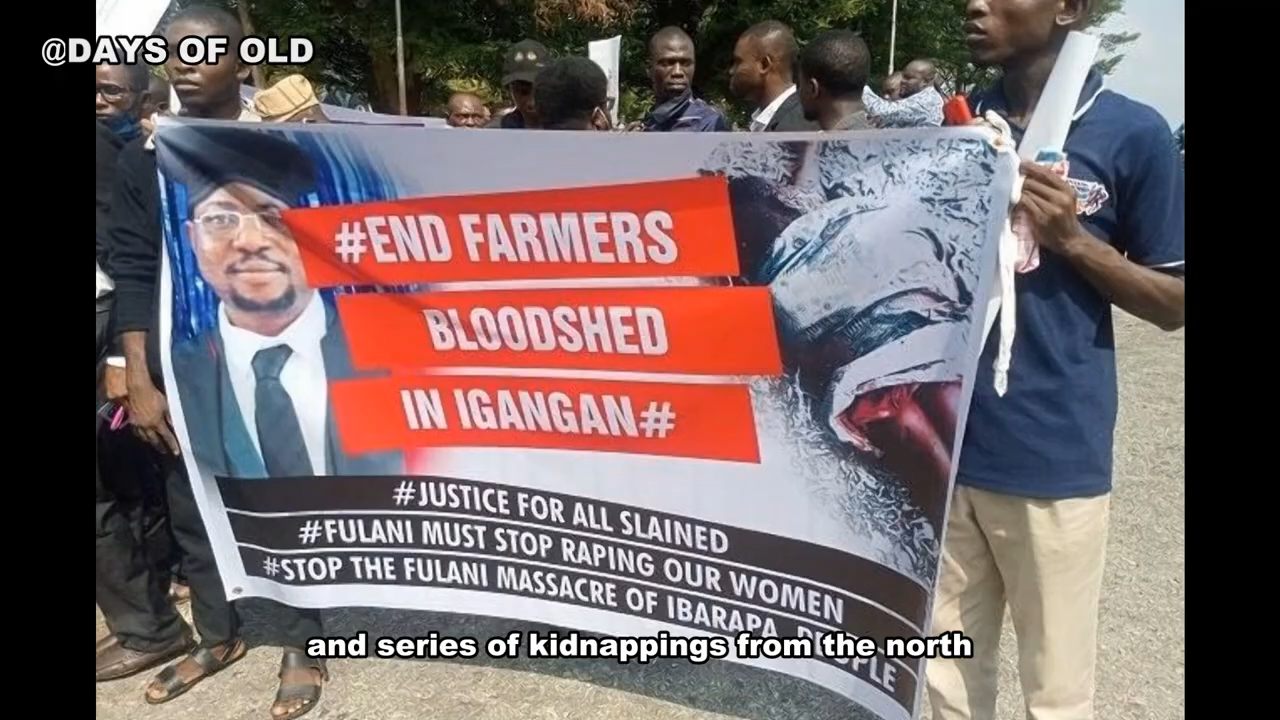 @DAYS OF OLD
#END FARMERS
BLOODSHED
IN IGANGAN#
#JUSTICE FOR ALL SLAINED
#FULANI MUST STOP RAPING OUR WOMEN
#STOP THE FULANI MASSACRE OF IBARAPA PEOPLE
and series of kidnappings from the north